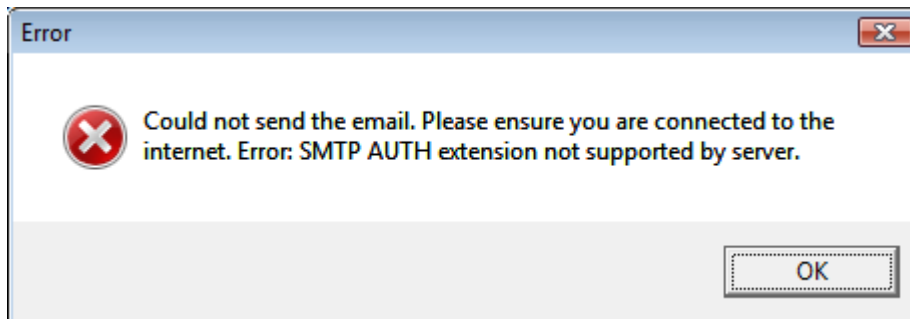 Error
Could not send the email. Please ensure you are connected to the
internet. Error: SMTP AUTH extension not supported by server.
OK